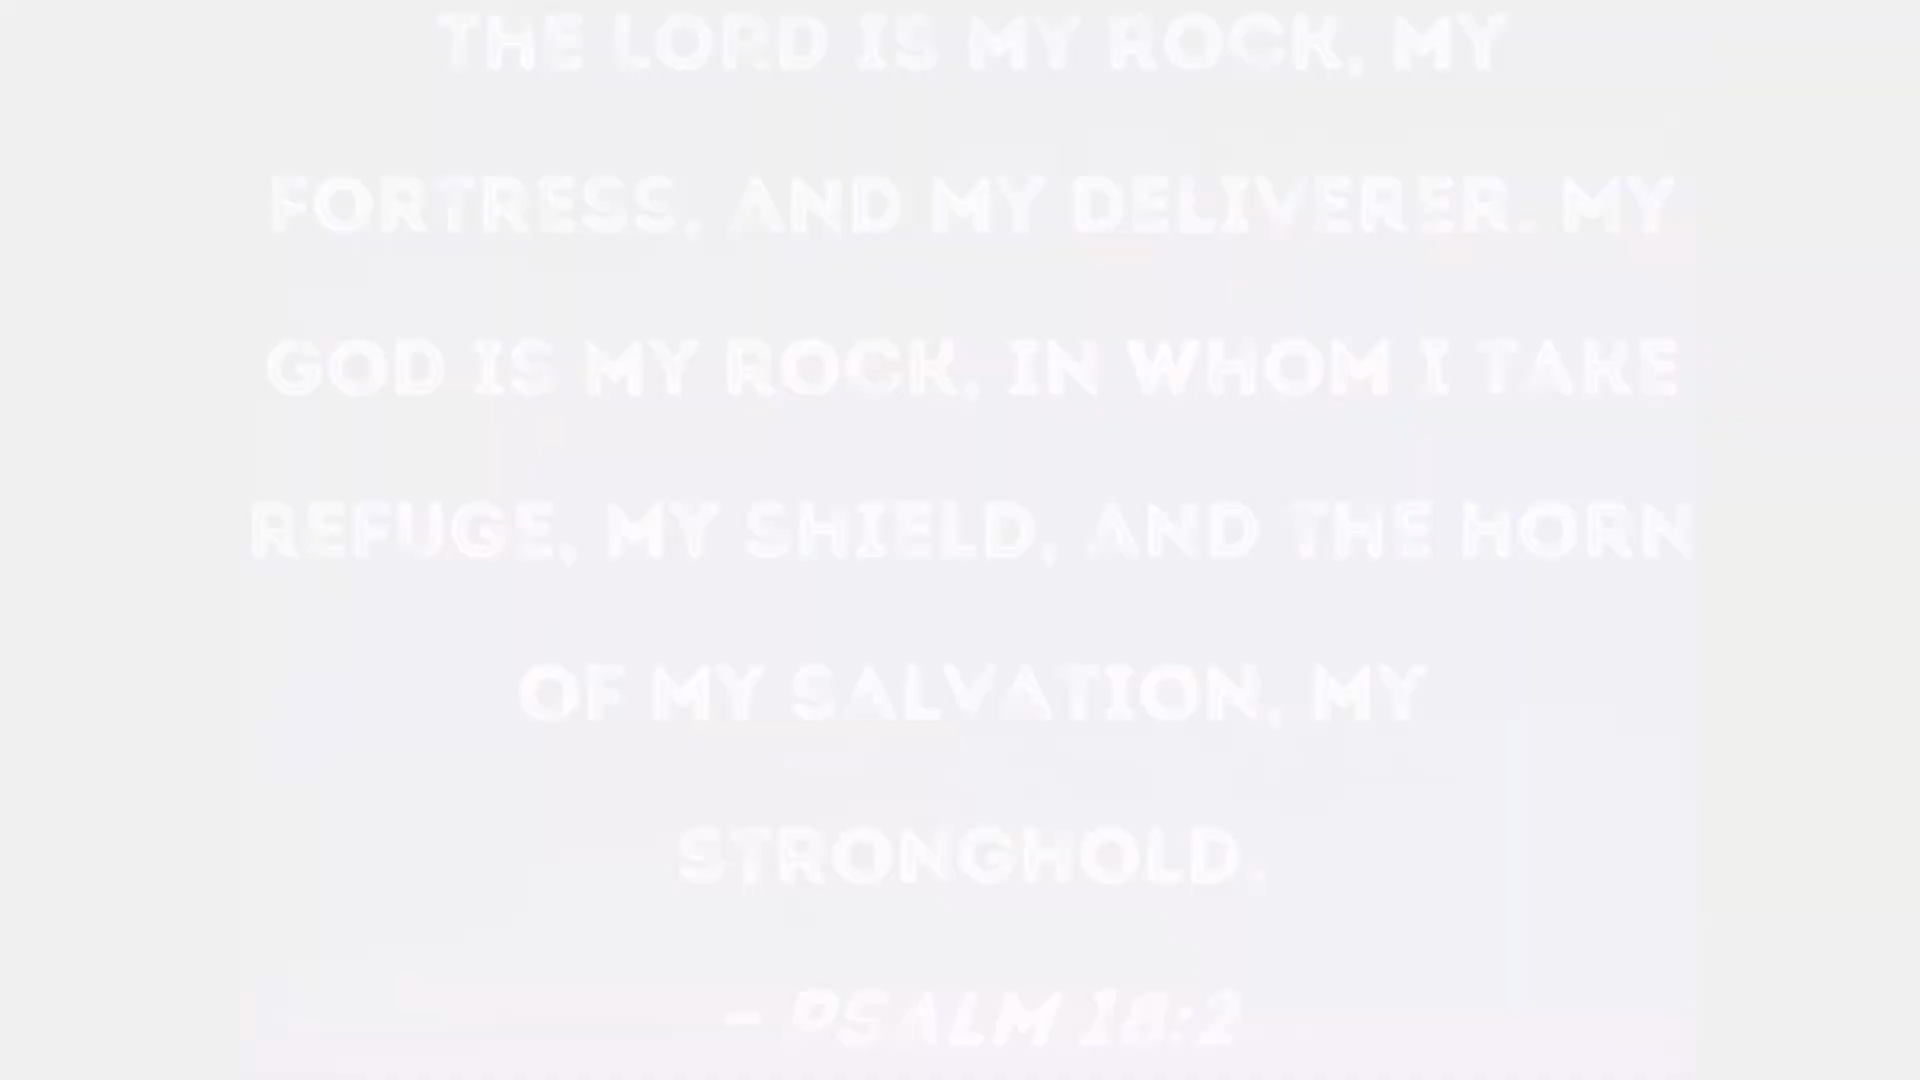 THE LORD IS MY ROCK, MY
FORTRESS, AND MY DELIVERER. MY
GOD IS MY ROCK, IN WHOM I TAKE
REFUGE, MY SHIELD, AND THE HORN
OF MY SALVATION, MY
STRONGHOLD.
- PSALM 18:2